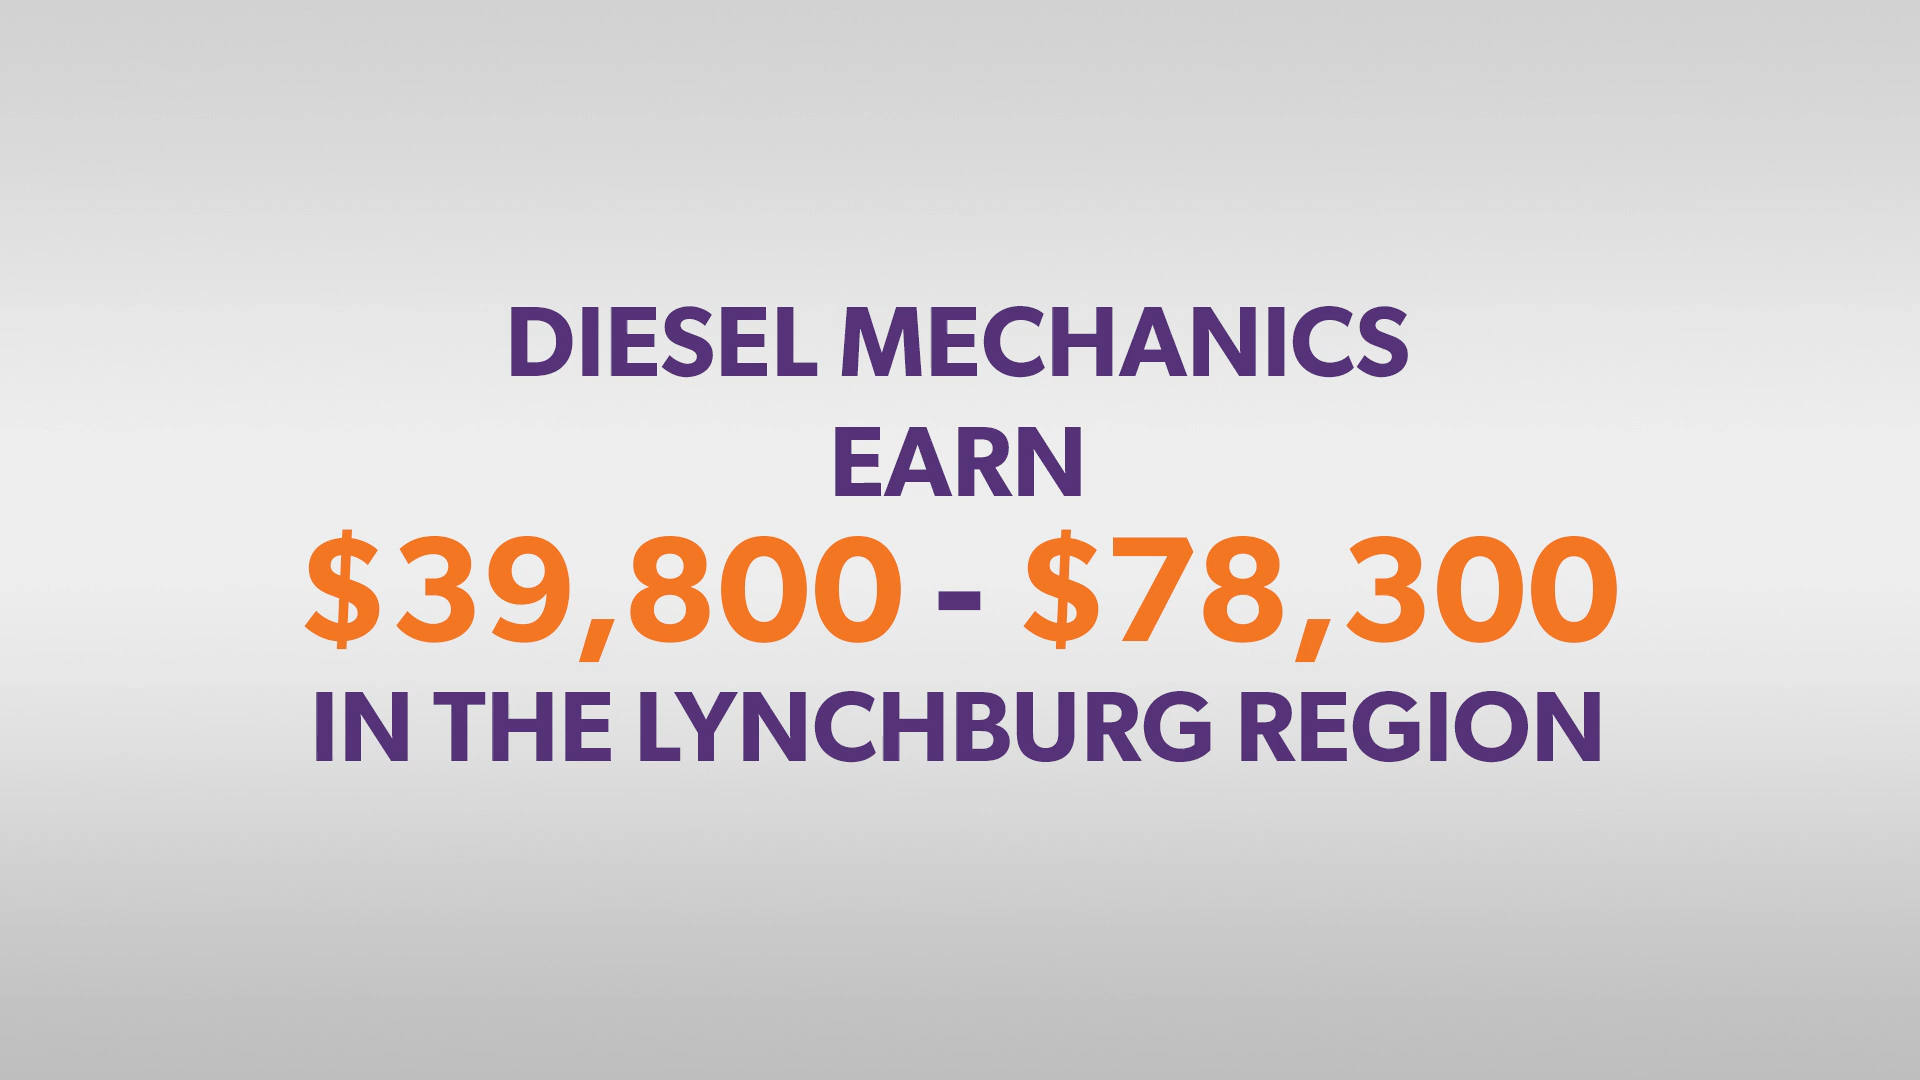 DIESEL MECHANICS
EARN
$39,800 - $78,300
IN THE LYNCHBURG REGION